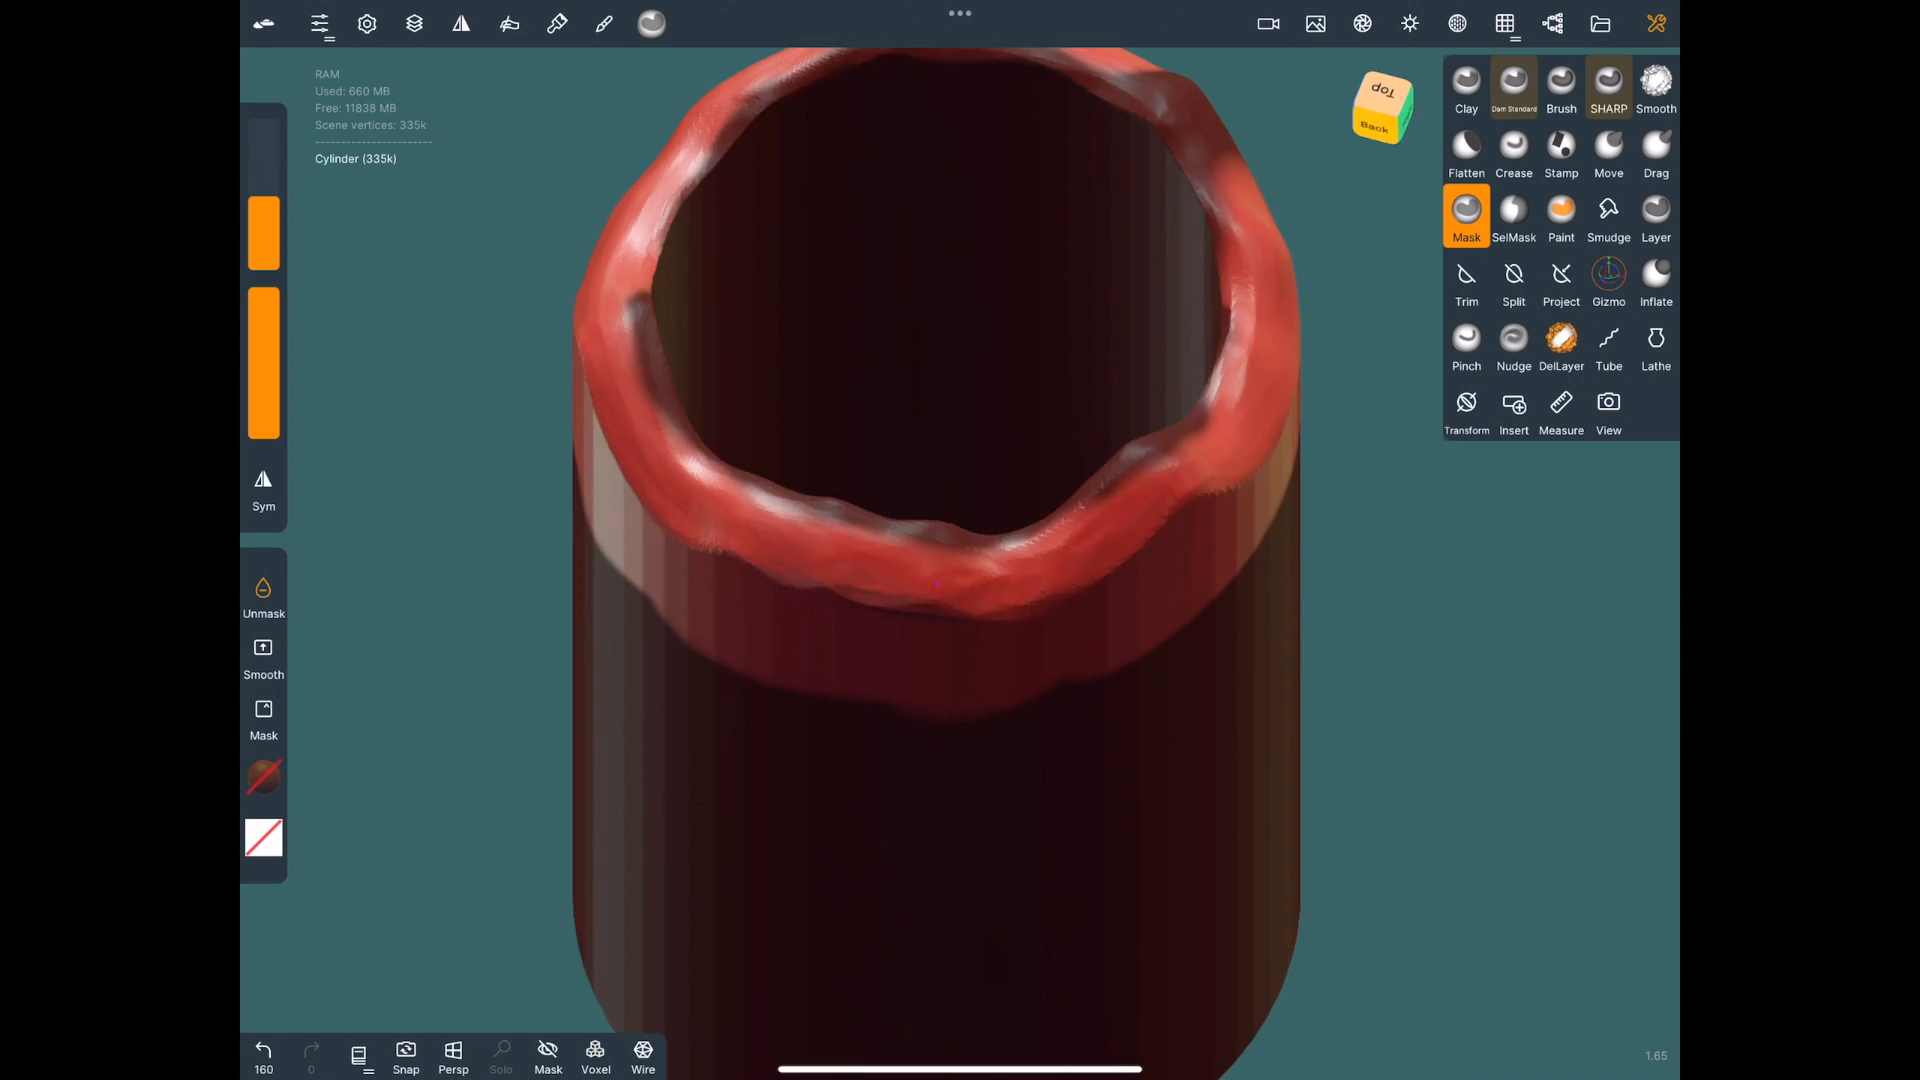 RAM
Used: 660 MB
Free: 11838 MB
Scene vertices: 335k
Cylinder (335k)
Sym
Unmask
Smooth
Mask
Top
Back
Clay Dam Standard Brush SHARP Smooth
Flatten Crease Stamp Move Drag
Mask SelMask Paint Smudge Layer
Trim Split Project Gizmo Inflate
Pinch Nudge DelLayer Tube Lathe
Transform Insert Measure View
160 0 Snap Persp Solo Mask Voxel Wire
1.65